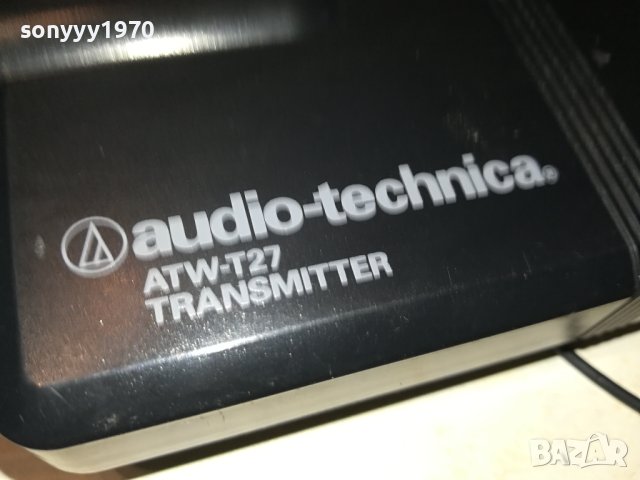 sonyyy1970
audio-technica®
ATW-T27
TRANSMITTER
BAZAR